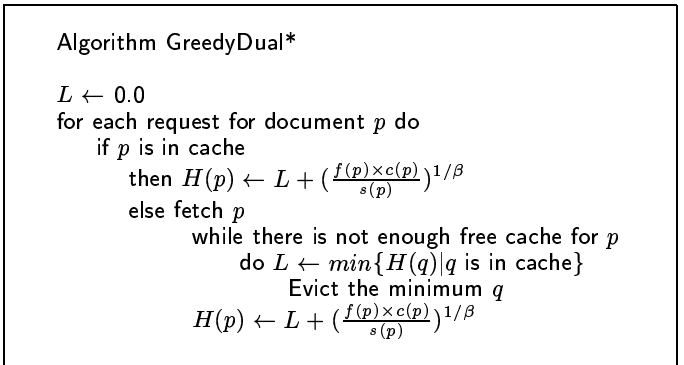 Algorithm GreedyDual*
L ← 0.0
for each request for document p do
if p is in cache
then H(p) ← L + (f(p)×c(p)/s(p))^1/β
else fetch p
while there is not enough free cache for p
do L ← min{H(q)|q is in cache}
Evict the minimum q
H(p) ← L + (f(p)×c(p)/s(p))^1/β